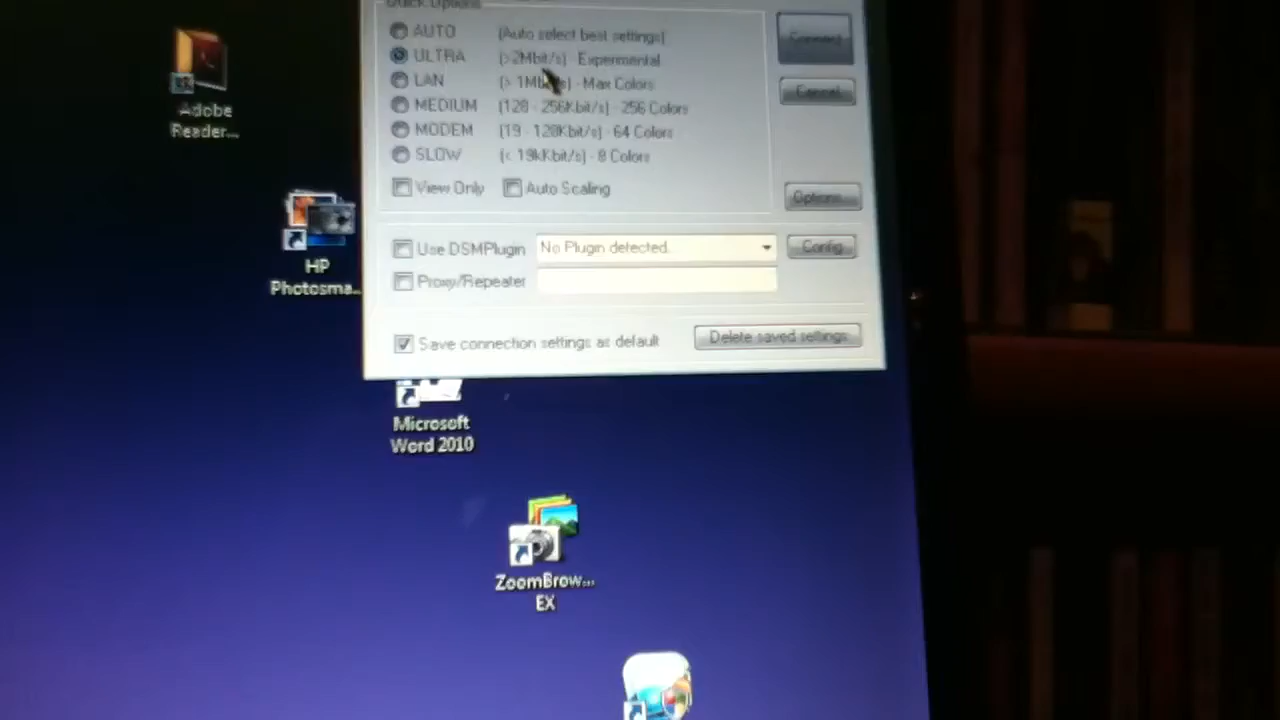 Quick Options
AUTO (Auto select best settings)
ULTRA (>2Mbit/s) - Experimental
LAN (> 1Mbit/s) - Max Colors
MEDIUM (128 - 256Kbit/s) - 256 Colors
MODEM (19 - 128Kbit/s) - 64 Colors
SLOW (< 19kKbit/s) - 8 Colors
Connect
Cancel
View Only Auto Scaling Options...
Use DSMPlugin No Plugin detected. Config
Proxy/Repeater
Save connection settings as default Delete saved settings
Adobe
Reader...
HP
Photosma...
Microsoft
Word 2010
ZoomBrow...
EX